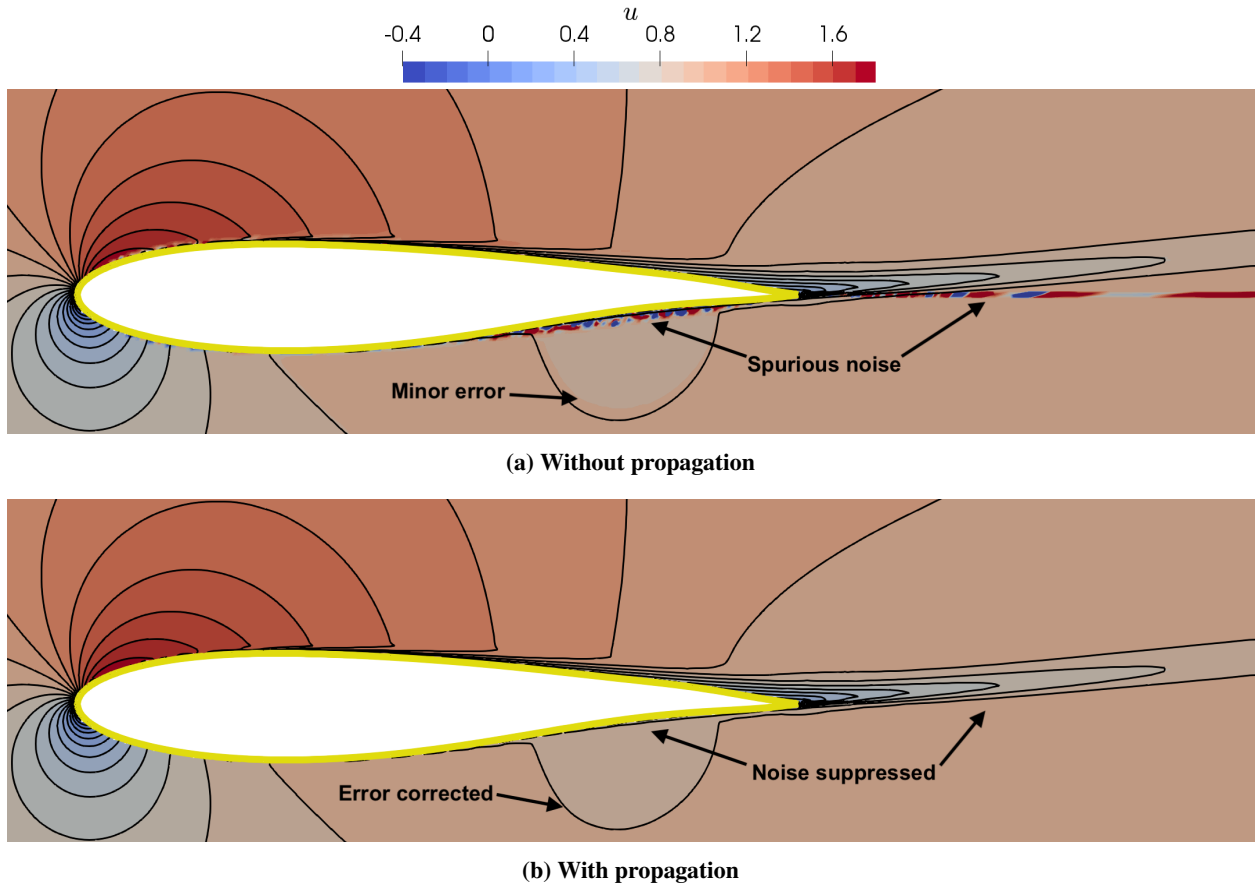 u
-0.4 0 0.4 0.8 1.2 1.6
Spurious noise
Minor error
(a) Without propagation
Noise suppressed
Error corrected
(b) With propagation